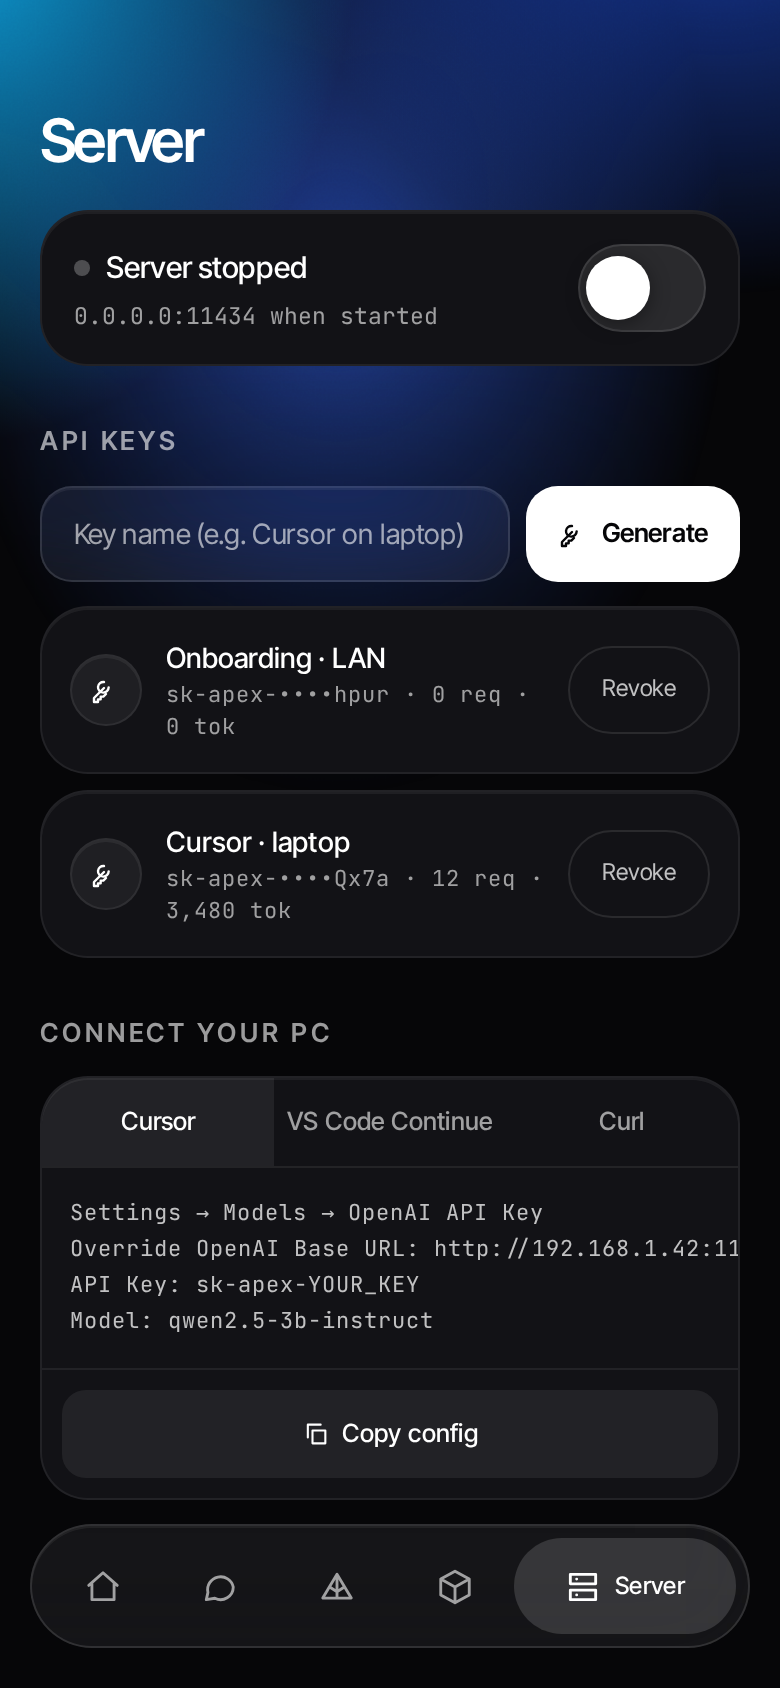 Server
Server stopped
0.0.0.0:11434 when started
API KEYS
Key name (e.g. Cursor on laptop)
Generate
Onboarding · LAN
sk-apex-••••hpur · 0 req ·
0 tok
Revoke
Cursor · laptop
sk-apex-••••Qx7a · 12 req ·
3,480 tok
Revoke
CONNECT YOUR PC
Cursor
VS Code Continue
Curl
Settings → Models → OpenAI API Key
Override OpenAI Base URL: http://192.168.1.42:11
API Key: sk-apex-YOUR_KEY
Model: qwen2.5-3b-instruct
Copy config
Server